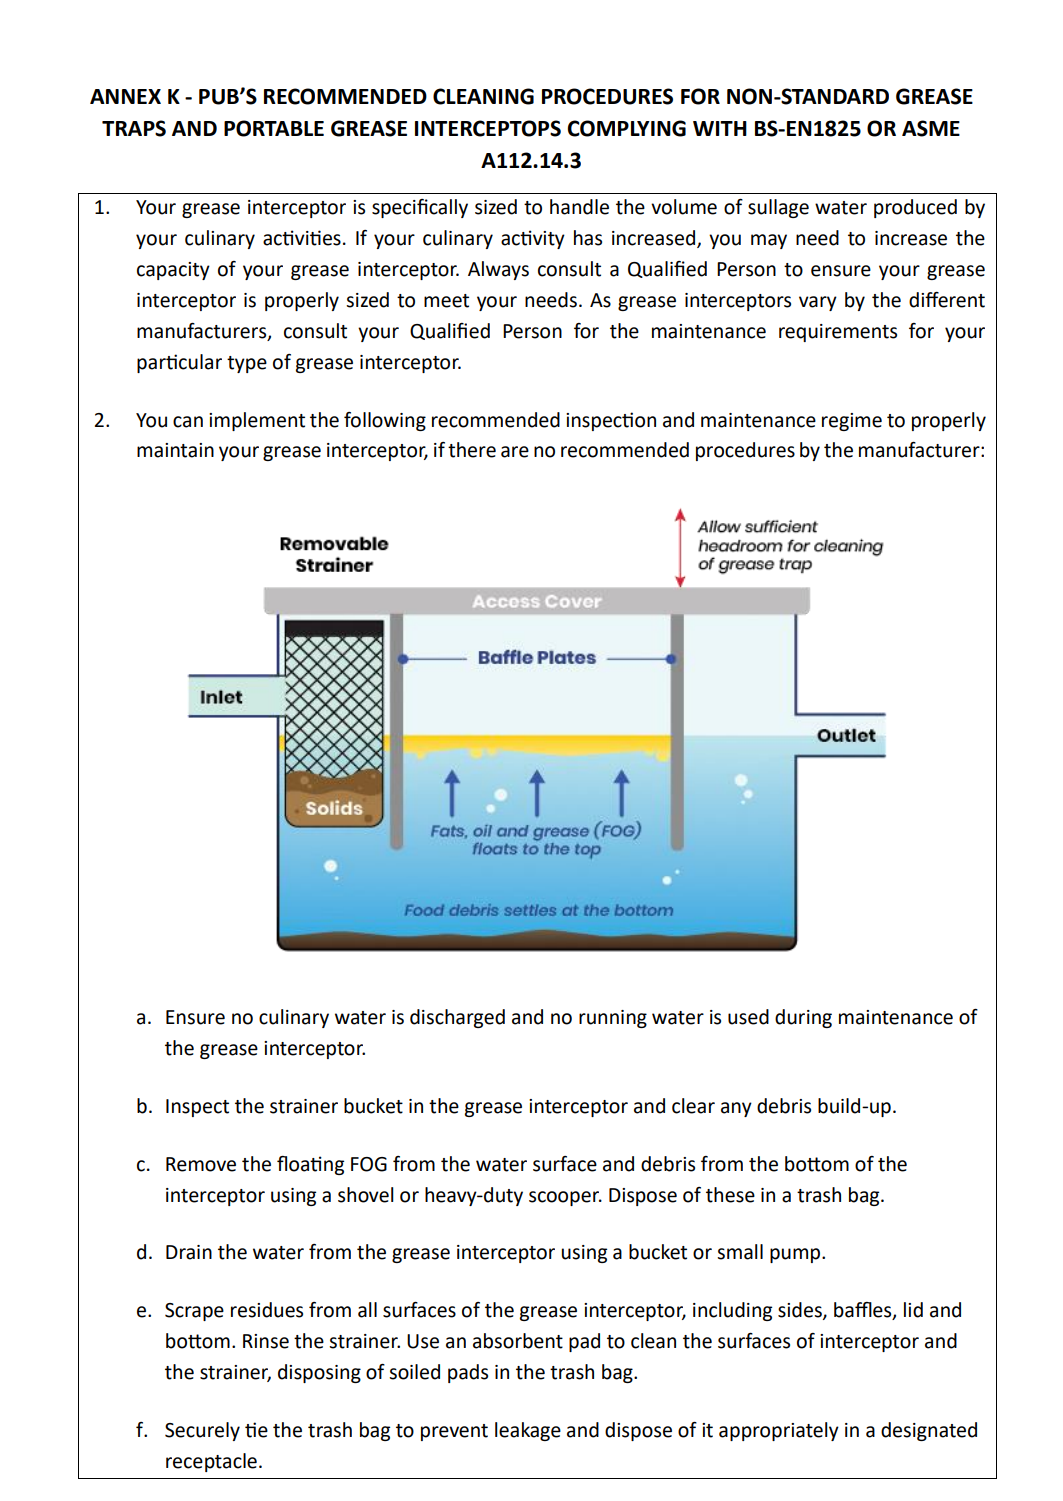 ANNEX K - PUB’S RECOMMENDED CLEANING PROCEDURES FOR NON-STANDARD GREASE
TRAPS AND PORTABLE GREASE INTERCEPTOPS COMPLYING WITH BS-EN1825 OR ASME
A112.14.3
1. Your grease interceptor is specifically sized to handle the volume of sullage water produced by
your culinary activities. If your culinary activity has increased, you may need to increase the
capacity of your grease interceptor. Always consult a Qualified Person to ensure your grease
interceptor is properly sized to meet your needs. As grease interceptors vary by the different
manufacturers, consult your Qualified Person for the maintenance requirements for your
particular type of grease interceptor.
2. You can implement the following recommended inspection and maintenance regime to properly
maintain your grease interceptor, if there are no recommended procedures by the manufacturer:
Allow sufficient
headroom for cleaning
of grease trap
Removable
Strainer
Access Cover
Baffle Plates
Inlet
Outlet
Solids
Fats, oil and grease (FOG)
floats to the top
Food debris settles at the bottom
a. Ensure no culinary water is discharged and no running water is used during maintenance of
the grease interceptor.
b. Inspect the strainer bucket in the grease interceptor and clear any debris build-up.
c. Remove the floating FOG from the water surface and debris from the bottom of the
interceptor using a shovel or heavy-duty scooper. Dispose of these in a trash bag.
d. Drain the water from the grease interceptor using a bucket or small pump.
e. Scrape residues from all surfaces of the grease interceptor, including sides, baffles, lid and
bottom. Rinse the strainer. Use an absorbent pad to clean the surfaces of interceptor and
the strainer, disposing of soiled pads in the trash bag.
f. Securely tie the trash bag to prevent leakage and dispose of it appropriately in a designated
receptacle.